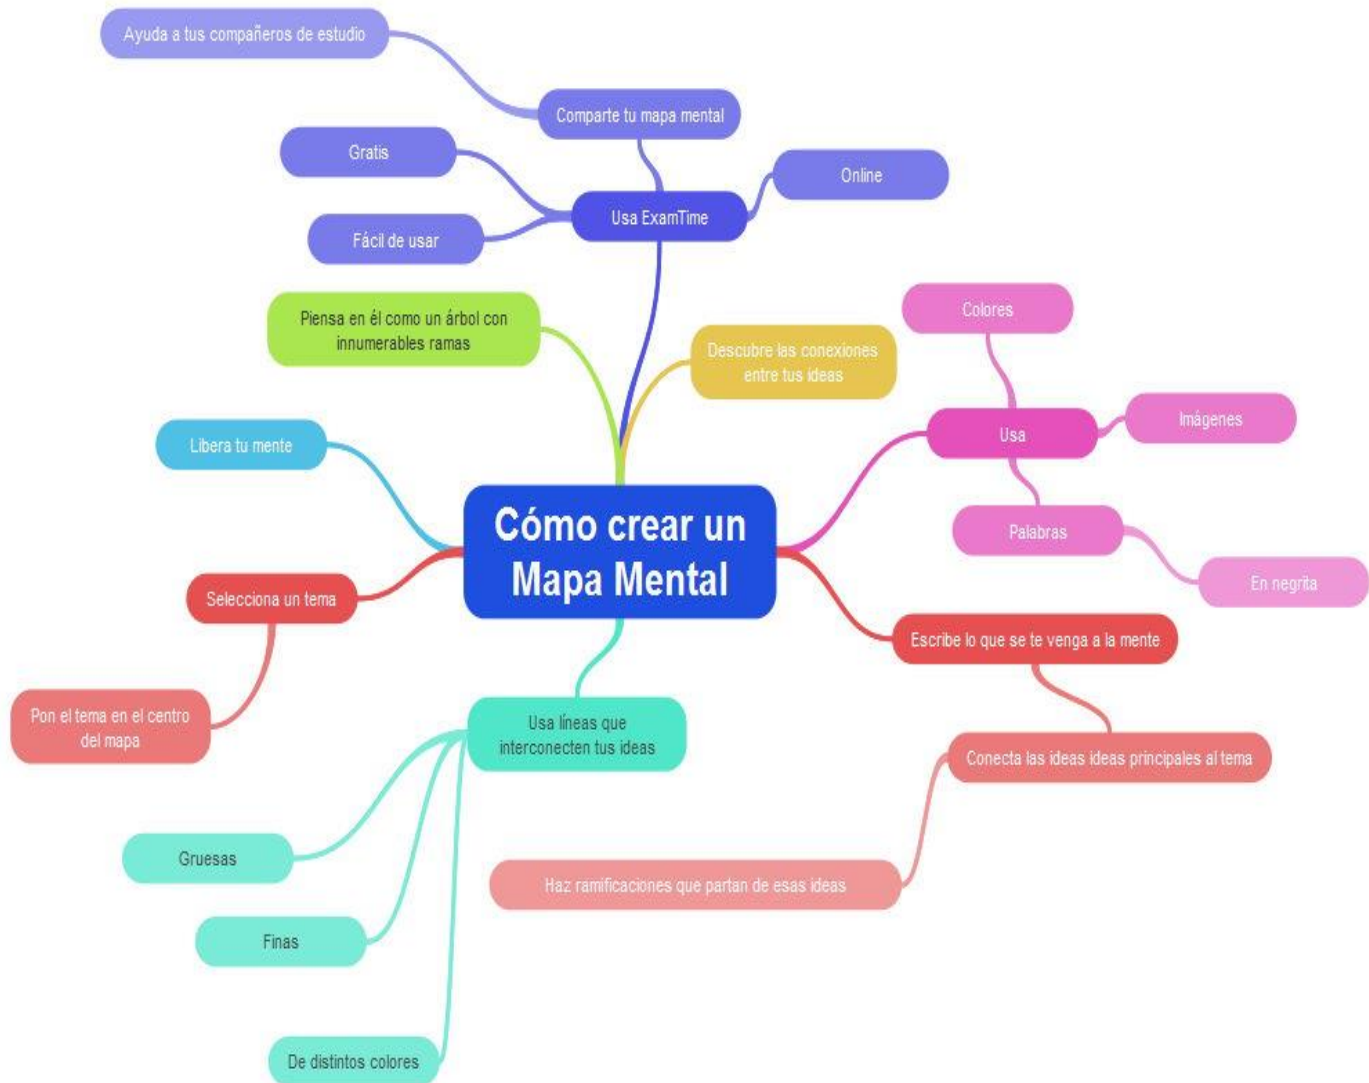 Ayuda a tus compañeros de estudio
Comparte tu mapa mental
Gratis
Online
Usa ExamTime
Fácil de usar
Piensa en él como un árbol con
innumerables ramas
Descubre las conexiones
entre tus ideas
Colores
Imágenes
Usa
Libera tu mente
Palabras
En negrita
Cómo crear un
Mapa Mental
Selecciona un tema
Pon el tema en el centro
del mapa
Escribe lo que se te venga a la mente
Usa líneas que
interconecten tus ideas
Conecta las ideas ideas principales al tema
Gruesas
Haz ramificaciones que partan de esas ideas
Finas
De distintos colores